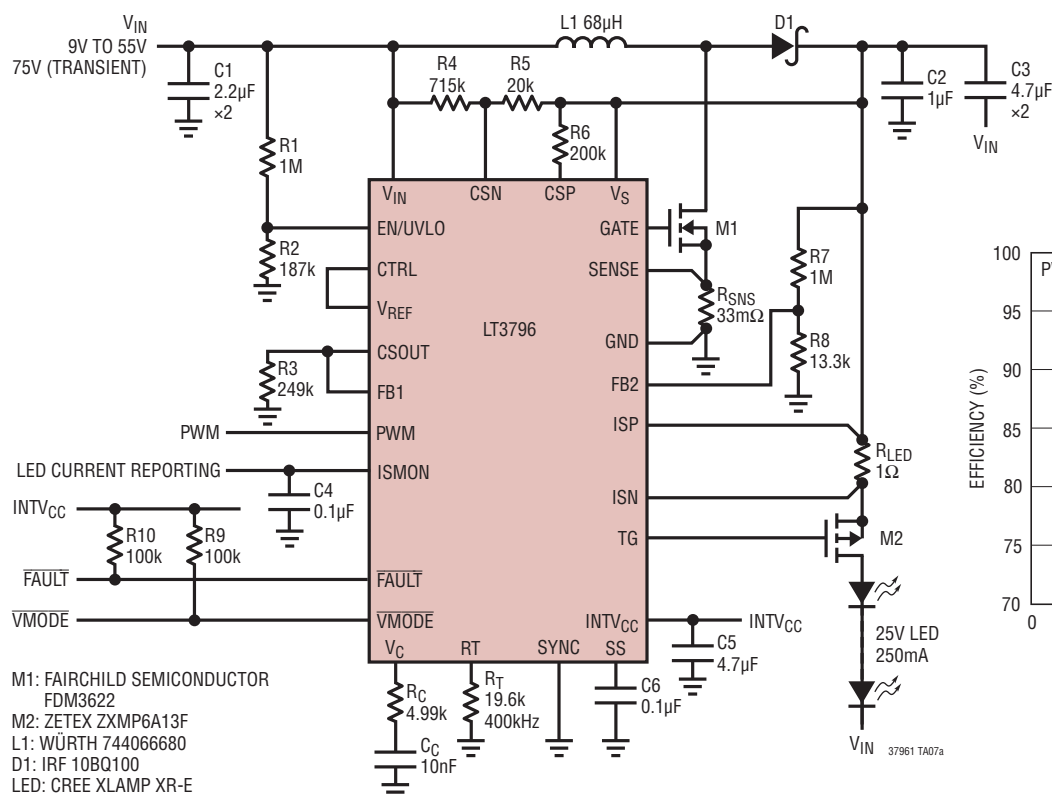 VIN
9V TO 55V
75V (TRANSIENT)
C1
2.2µF
×2
L1 68µH
D1
R4
715k
R5
20k
R6
200k
C2
1µF
C3
4.7µF
×2
VIN
R1
1M
R2
187k
VIN
CSN
CSP
VS
EN/UVLO
CTRL
VREF
CSOUT
FB1
PWM
ISMON
FAULT
VMODE
VC
RT
SYNC
SS
LT3796
GATE
SENSE
GND
FB2
ISP
ISN
TG
INTVCC
M1
RSNS
33mΩ
R7
1M
R8
13.3k
R3
249k
PWM
LED CURRENT REPORTING
C4
0.1µF
INTVCC
R10
100k
R9
100k
FAULT
VMODE
RLED
1Ω
M2
INTVCC
C5
4.7µF
25V LED
250mA
VIN
37961 TA07a
RC
4.99k
CC
10nF
RT
19.6k
400kHz
C6
0.1µF
M1: FAIRCHILD SEMICONDUCTOR
FDM3622
M2: ZETEX ZXMP6A13F
L1: WÜRTH 744066680
D1: IRF 10BQ100
LED: CREE XLAMP XR-E
EFFICIENCY (%)
100
95
90
85
80
75
70
0